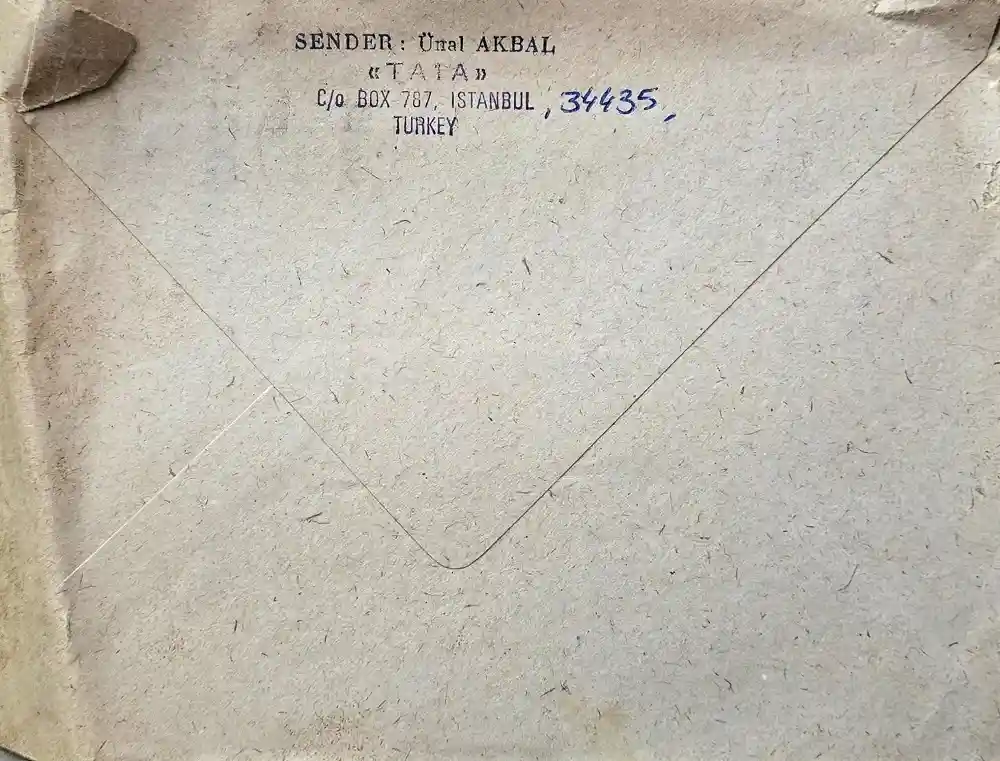 SENDER: Ünal AKBAL
«TATA»
C/o BOX 787, ISTANBUL, 34435,
TURKEY